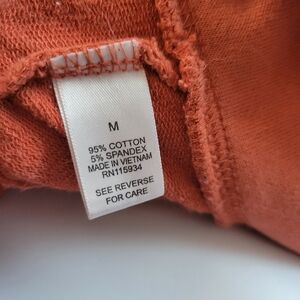 M
95% COTTON
5% SPANDEX
MADE IN VIETNAM
RN115934
SEE REVERSE
FOR CARE